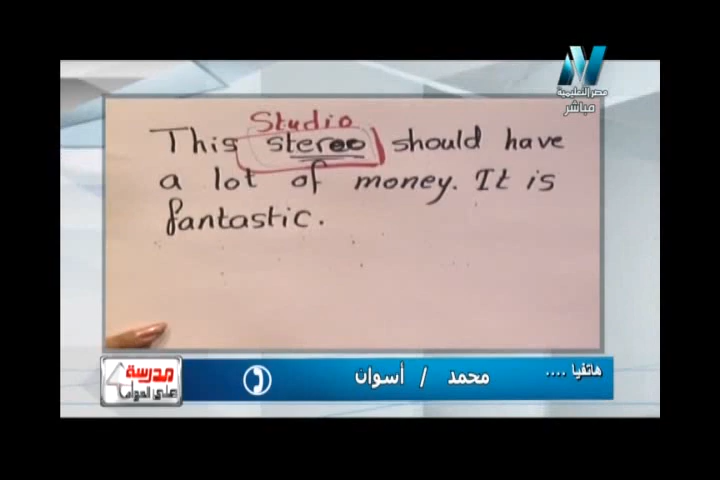 مصر التعليمية
مباشر
Studio
This stereo should have
a lot of money. It is
fantastic.
هاتفيا ....
محمد / أسوان
مدرسة
على الهواء